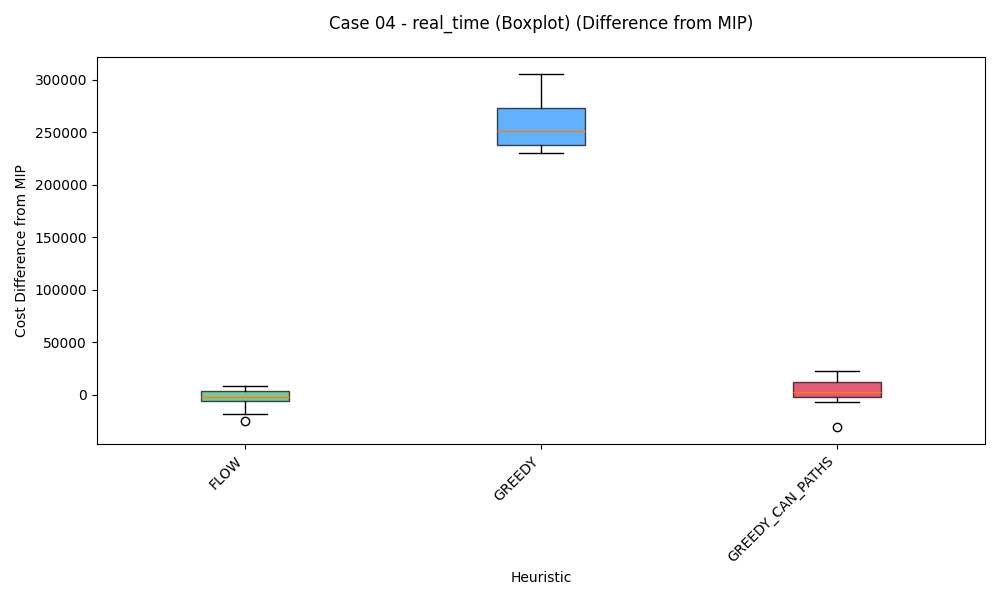 Case 04 - real_time (Boxplot) (Difference from MIP)
Cost Difference from MIP
300000
250000
200000
150000
100000
50000
0
FLOW
GREEDY
GREEDY_CAN_PATHS
Heuristic